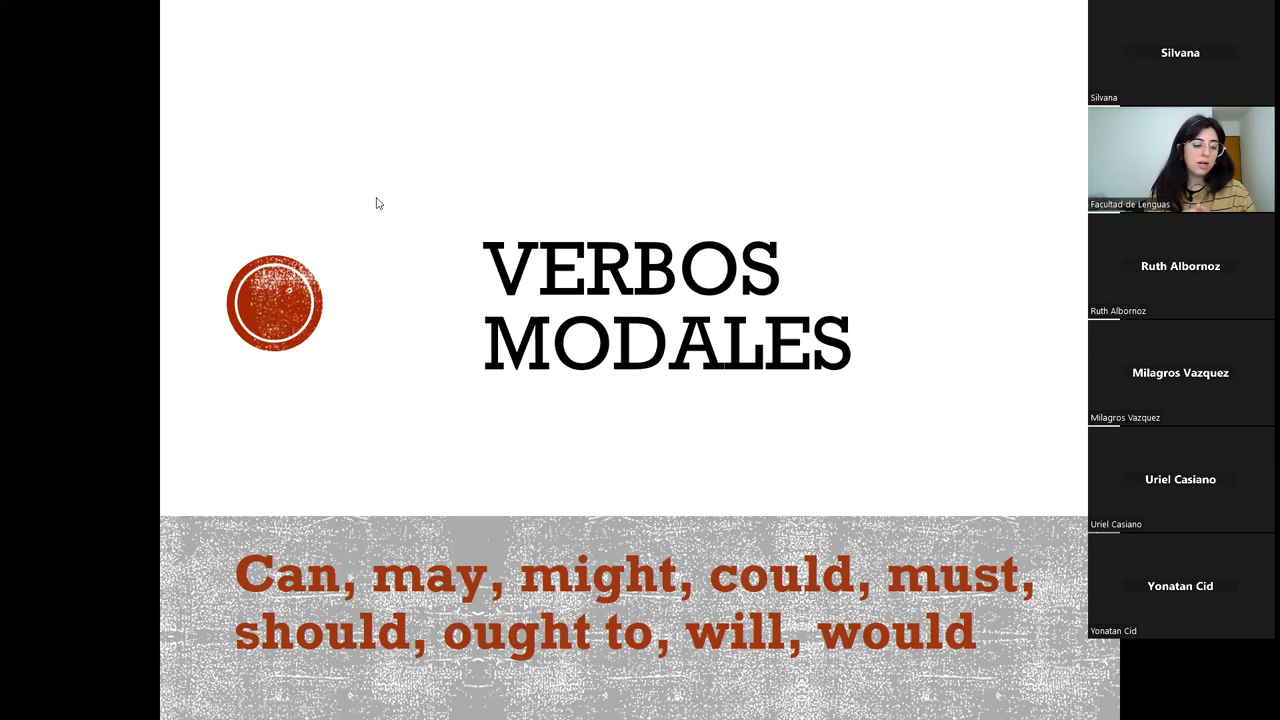 VERBOS
MODALES
Can, may, might, could, must,
should, ought to, will, would
Silvana
Silvana
Facultad de Lenguas
Ruth Albornoz
Ruth Albornoz
Milagros Vazquez
Milagros Vazquez
Uriel Casiano
Uriel Casiano
Yonatan Cid
Yonatan Cid